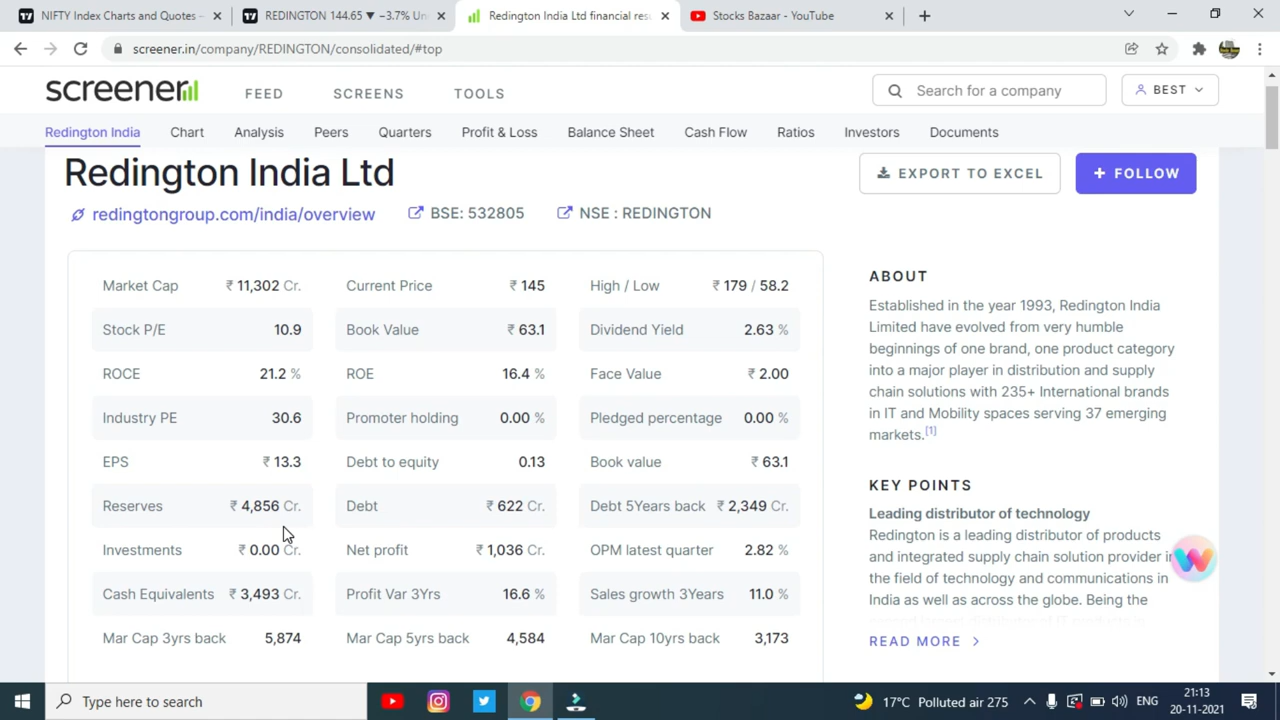 NIFTY Index Charts and Quotes –
REDINGTON 144.65 ▼ −3.7% Un
Redington India Ltd financial resu
Stocks Bazaar - YouTube
screener.in/company/REDINGTON/consolidated/#top
screener
FEED
SCREENS
TOOLS
Search for a company
BEST
Redington India
Chart
Analysis
Peers
Quarters
Profit & Loss
Balance Sheet
Cash Flow
Ratios
Investors
Documents
Redington India Ltd
EXPORT TO EXCEL
+ FOLLOW
redingtongroup.com/india/overview
BSE: 532805
NSE : REDINGTON
Market Cap ₹ 11,302 Cr.
Current Price ₹ 145
High / Low ₹ 179 / 58.2
Stock P/E 10.9
Book Value ₹ 63.1
Dividend Yield 2.63 %
ROCE 21.2 %
ROE 16.4 %
Face Value ₹ 2.00
Industry PE 30.6
Promoter holding 0.00 %
Pledged percentage 0.00 %
EPS ₹ 13.3
Debt to equity 0.13
Book value ₹ 63.1
Reserves ₹ 4,856 Cr.
Debt ₹ 622 Cr.
Debt 5Years back ₹ 2,349 Cr.
Investments ₹ 0.00 Cr.
Net profit ₹ 1,036 Cr.
OPM latest quarter 2.82 %
Cash Equivalents ₹ 3,493 Cr.
Profit Var 3Yrs 16.6 %
Sales growth 3Years 11.0 %
Mar Cap 3yrs back 5,874
Mar Cap 5yrs back 4,584
Mar Cap 10yrs back 3,173
ABOUT
Established in the year 1993, Redington India
Limited have evolved from very humble
beginnings of one brand, one product category
into a major player in distribution and supply
chain solutions with 235+ International brands
in IT and Mobility spaces serving 37 emerging
markets.[1]
KEY POINTS
Leading distributor of technology
Redington is a leading distributor of products
and integrated supply chain solution provider in
the field of technology and communications in
India as well as across the globe. Being the
READ MORE >
Type here to search
17°C Polluted air 275
ENG
21:13
20-11-2021